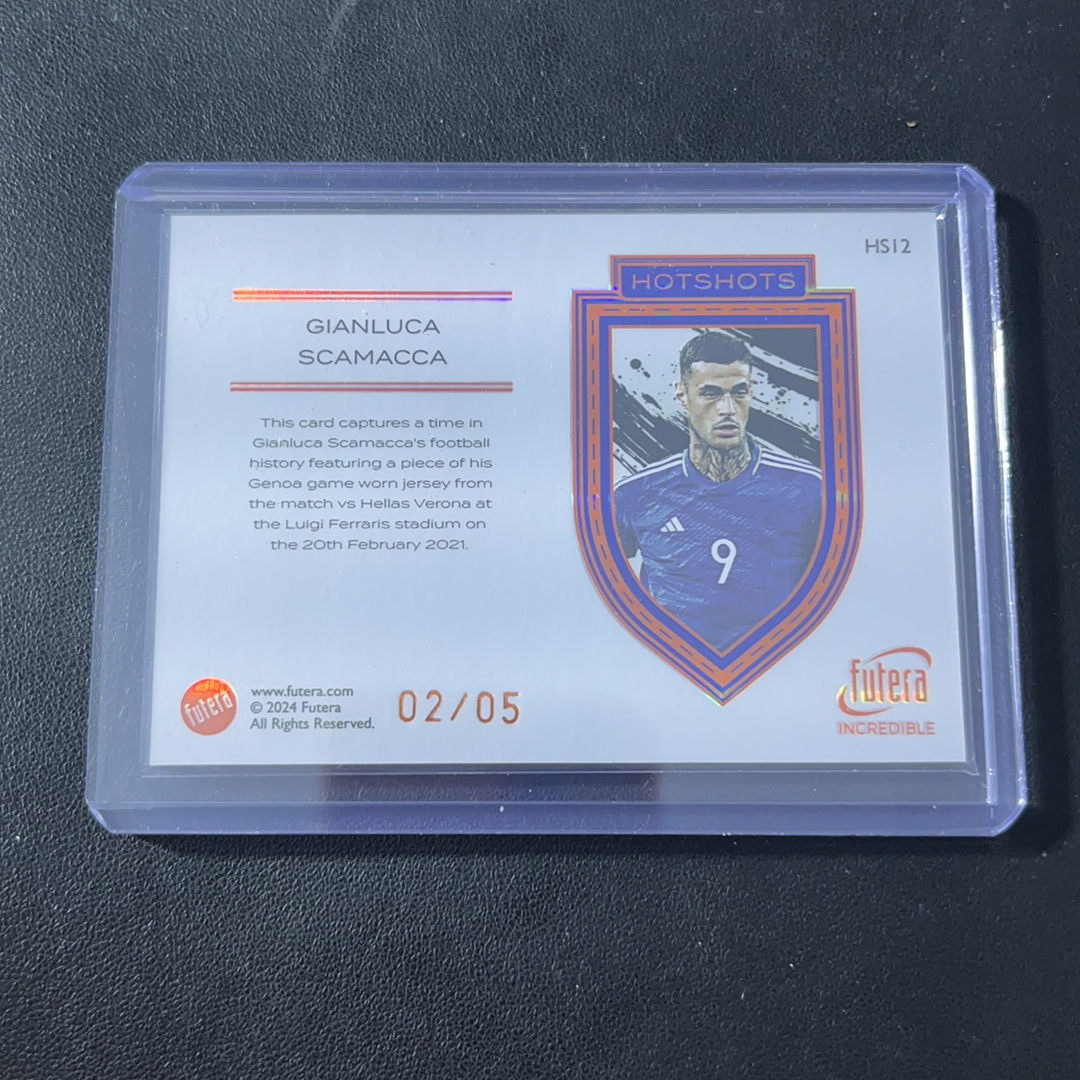 HS12
HOTSHOTS
GIANLUCA
SCAMACCA
This card captures a time in
Gianluca Scamacca's football
history featuring a piece of his
Genoa game worn jersey from
the match vs Hellas Verona at
the Luigi Ferraris stadium on
the 20th February 2021.
9
futera
www.futera.com
© 2024 Futera
All Rights Reserved.
02/05
futera
INCREDIBLE